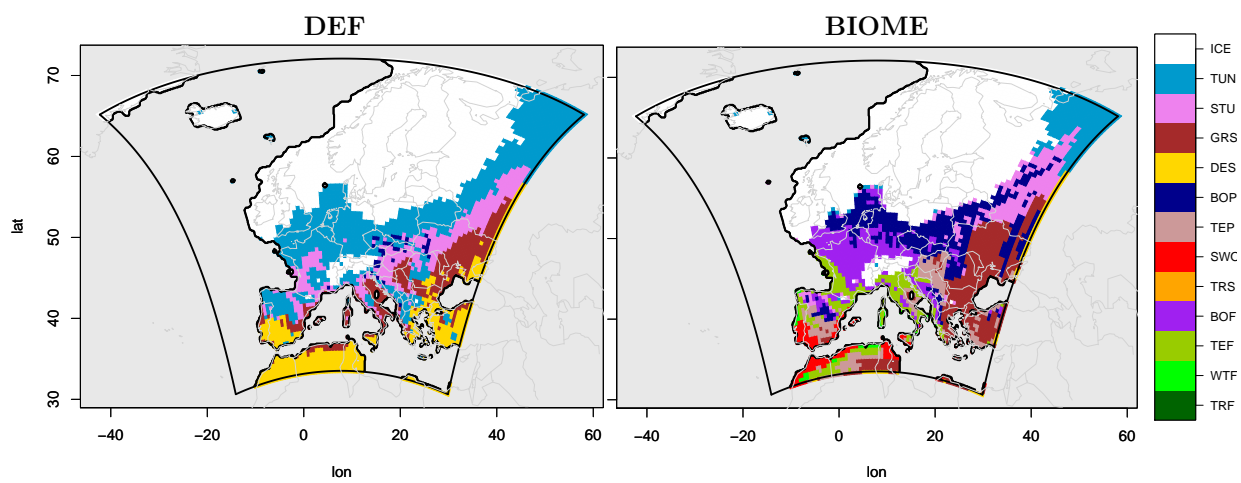 DEF
BIOME
lat
70
60
50
40
30
−40
−20
0
20
40
60
lon
−40
−20
0
20
40
60
lon
ICE
TUN
STU
GRS
DES
BOP
TEP
SWO
TRS
BOF
TEF
WTF
TRF